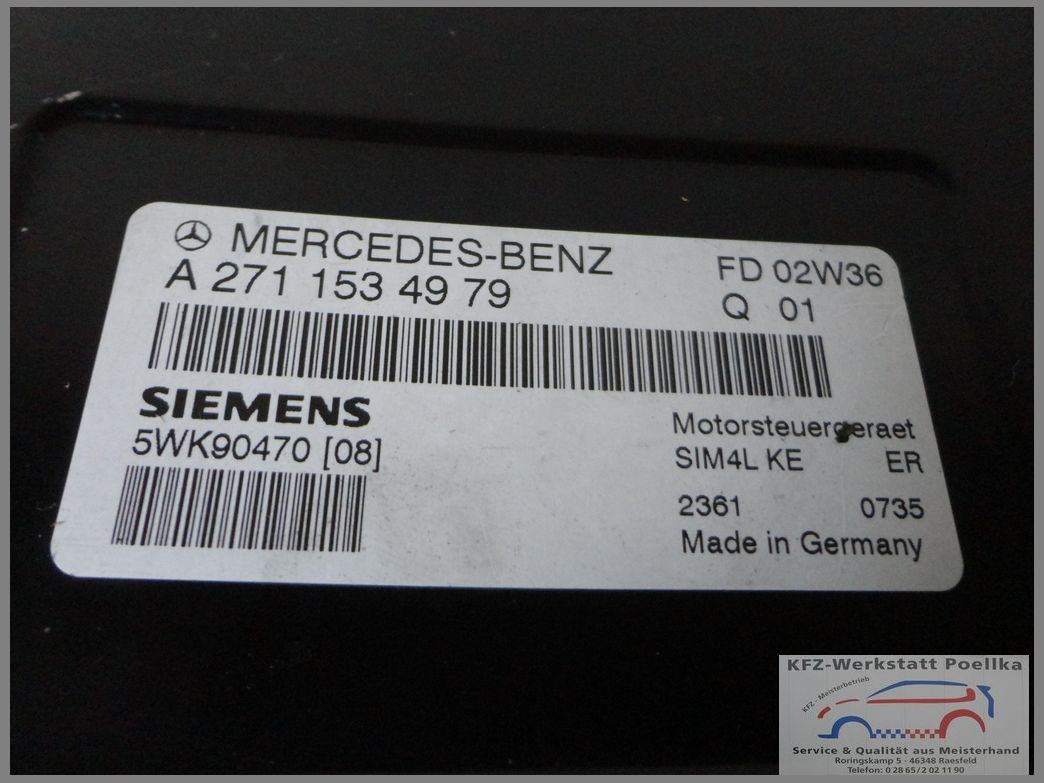 MERCEDES-BENZ
A 271 153 49 79
FD 02W36
Q 01
SIEMENS
5WK90470 [08]
Motorsteuergeraet
SIM4L KE ER
2361 0735
Made in Germany
KFZ-Werkstatt Poellka
KFZ - Meisterbetrieb
Service & Qualität aus Meisterhand
Roringskamp 5 · 46348 Raesfeld
Telefon: 0 28 65/2 02 11 90